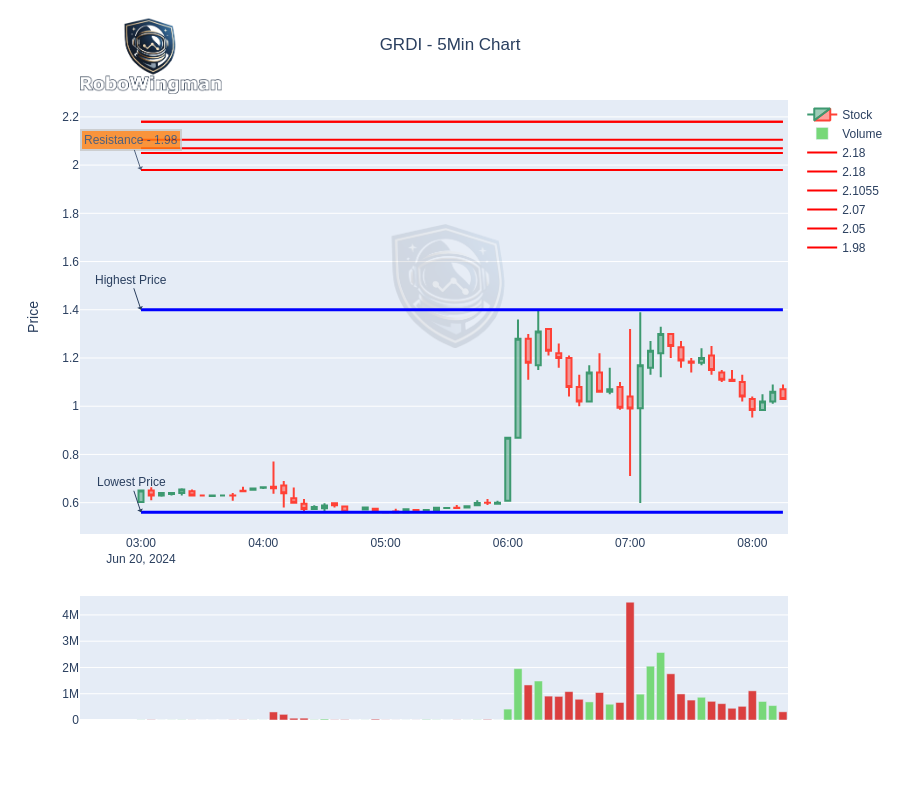 RoboWingman
GRDI - 5Min Chart
2.2
2
1.8
1.6
1.4
1.2
1
0.8
0.6
Price
Resistance - 1.98
Highest Price
Lowest Price
03:00
Jun 20, 2024
04:00
05:00
06:00
07:00
08:00
Stock
Volume
2.18
2.18
2.1055
2.07
2.05
1.98
4M
3M
2M
1M
0